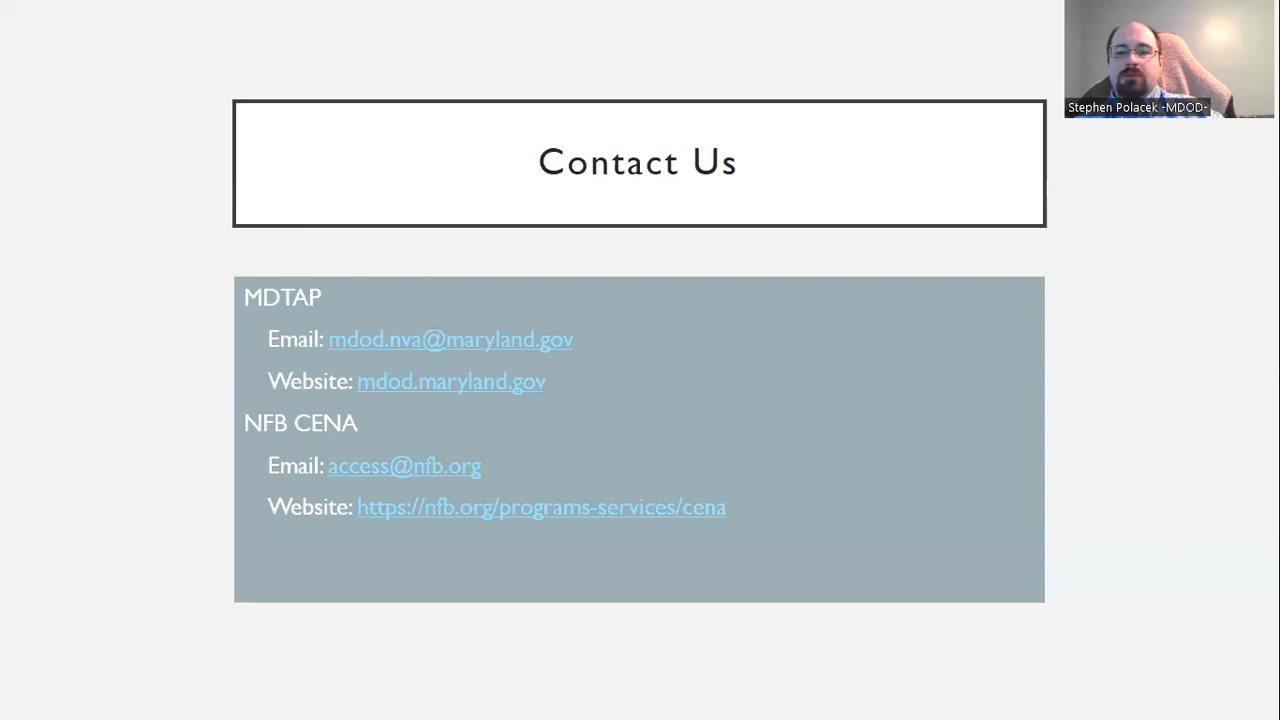 Contact Us
Stephen Polacek -MDOD-
MDTAP
Email: mdod.nva@maryland.gov
Website: mdod.maryland.gov
NFB CENA
Email: access@nfb.org
Website: https://nfb.org/programs-services/cena